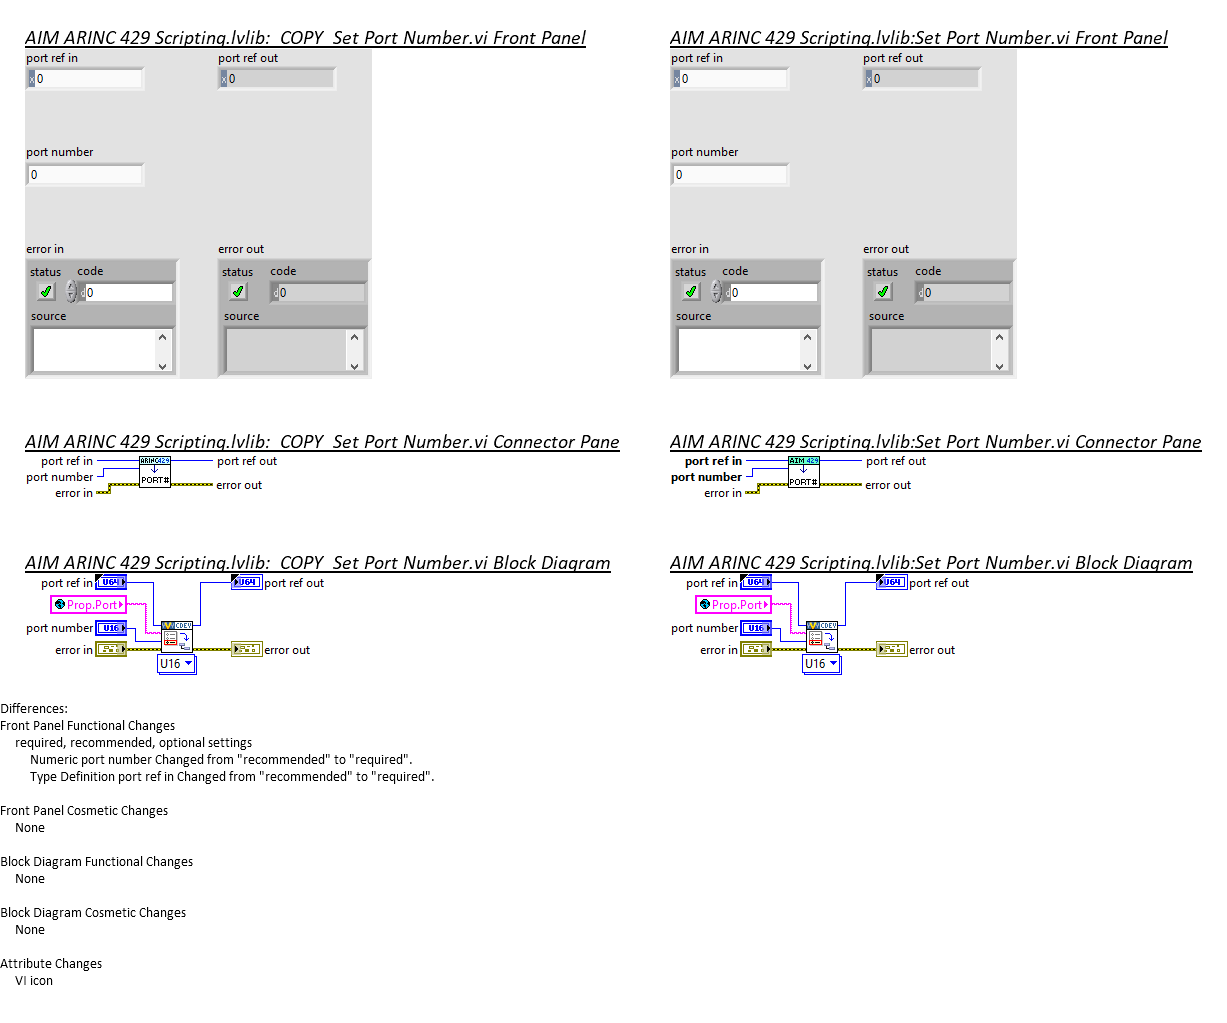 AIM ARINC 429 Scripting.lvlib:_COPY_Set Port Number.vi Front Panel
port ref in port ref out
x 0 x 0
port number
0
error in error out
status code status code
d 0 d 0
source source
AIM ARINC 429 Scripting.lvlib:Set Port Number.vi Front Panel
port ref in port ref out
x 0 x 0
port number
0
error in error out
status code status code
d 0 d 0
source source
AIM ARINC 429 Scripting.lvlib:_COPY_Set Port Number.vi Connector Pane
port ref in ARINC429 port ref out
port number PORT#
error in error out
AIM ARINC 429 Scripting.lvlib:Set Port Number.vi Connector Pane
port ref in AIM 429 port ref out
port number PORT#
error in error out
AIM ARINC 429 Scripting.lvlib:_COPY_Set Port Number.vi Block Diagram
port ref in U64 U64 port ref out
Prop.Port
port number U16 CDEV
error in error out
U16
AIM ARINC 429 Scripting.lvlib:Set Port Number.vi Block Diagram
port ref in U64 U64 port ref out
Prop.Port
port number U16 CDEV
error in error out
U16
Differences:
Front Panel Functional Changes
required, recommended, optional settings
Numeric port number Changed from "recommended" to "required".
Type Definition port ref in Changed from "recommended" to "required".
Front Panel Cosmetic Changes
None
Block Diagram Functional Changes
None
Block Diagram Cosmetic Changes
None
Attribute Changes
VI icon